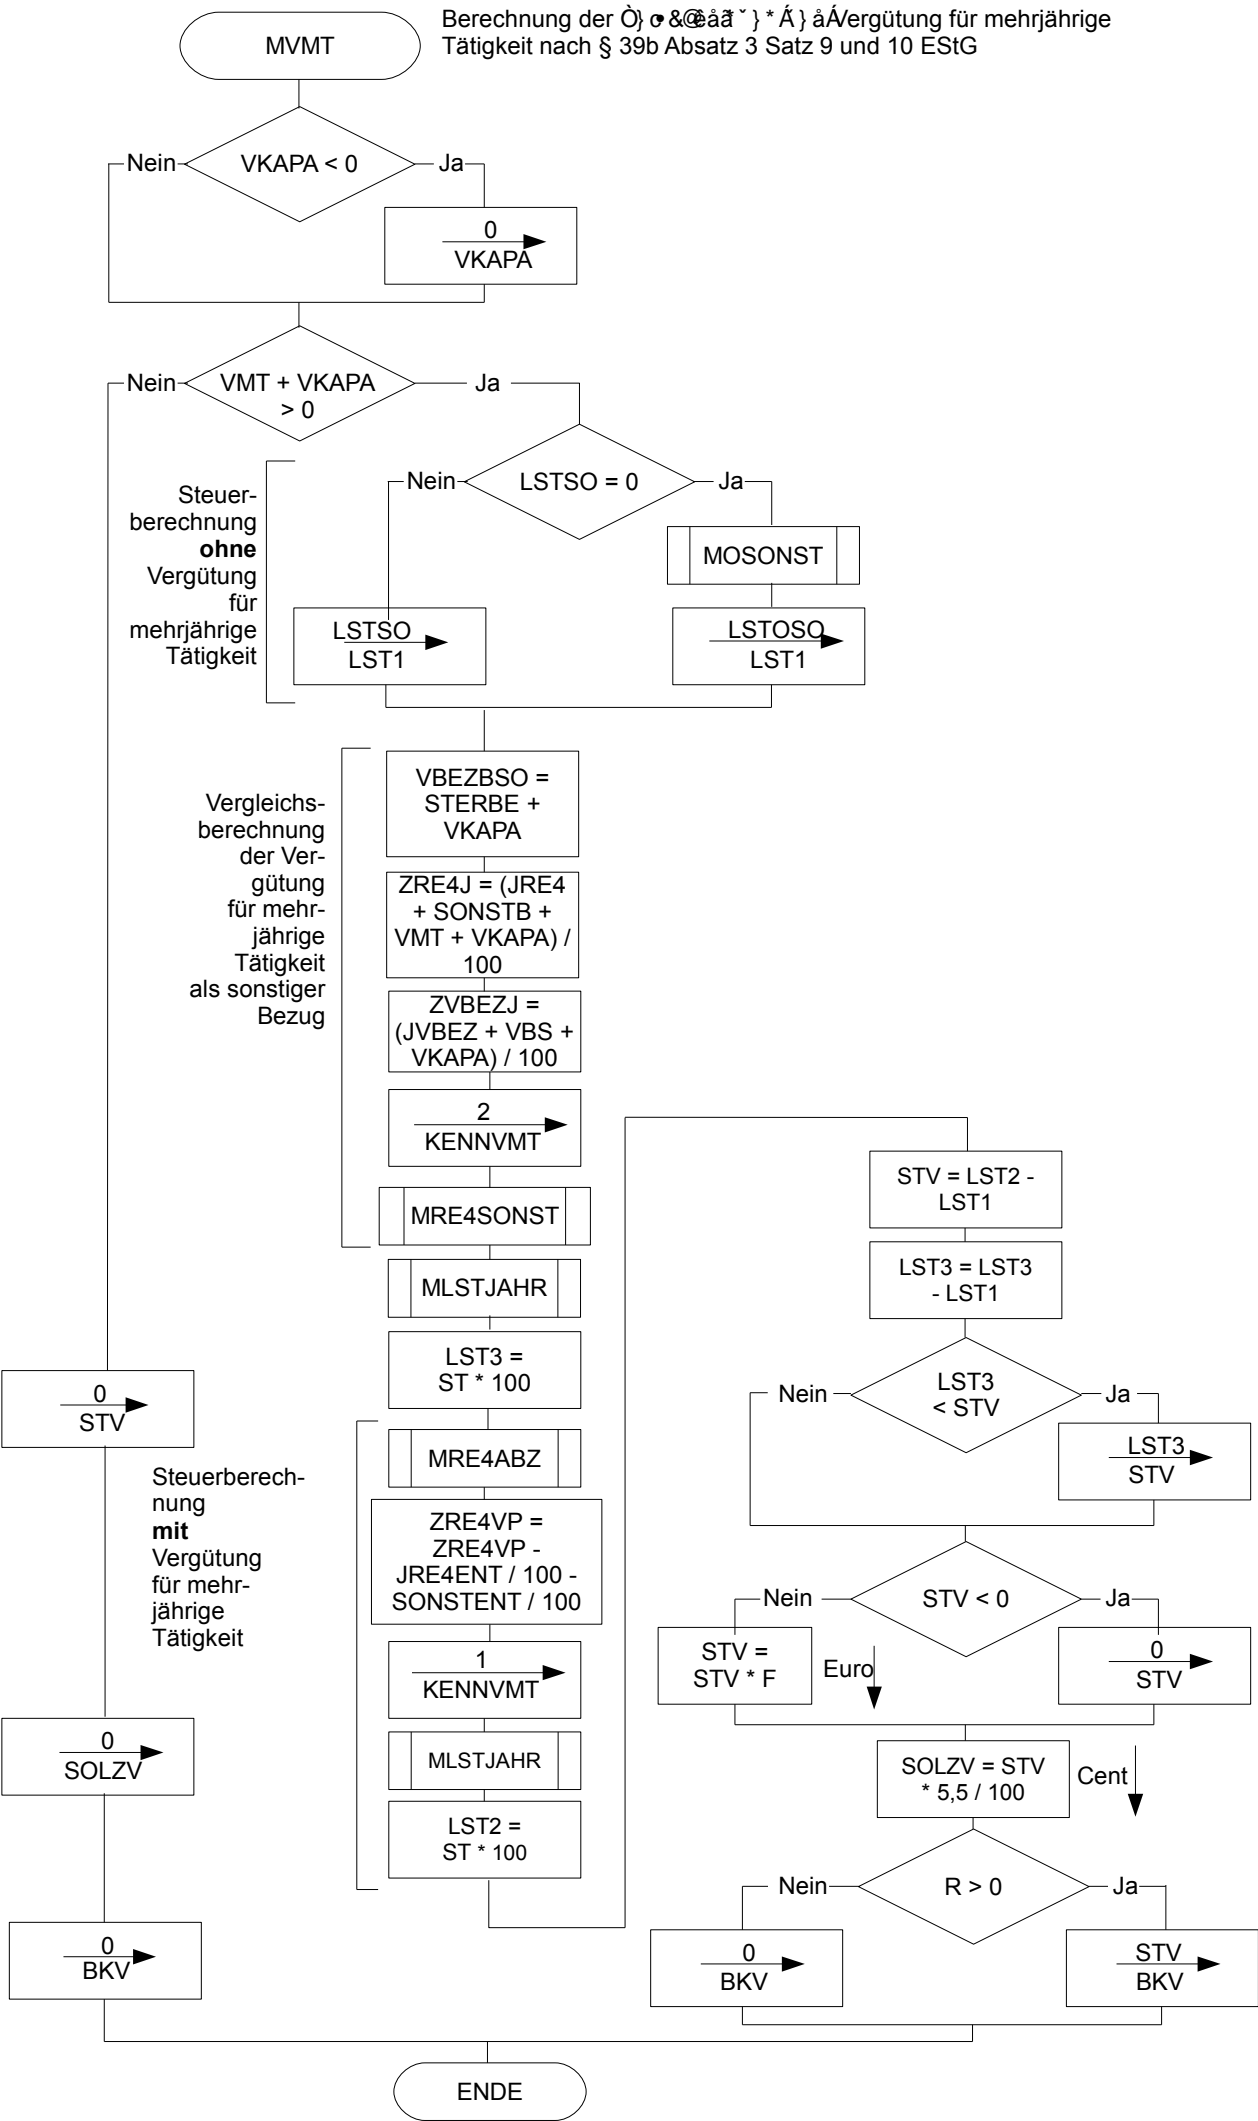 Berechnung der Vergütung für mehrjährige
Tätigkeit nach § 39b Absatz 3 Satz 9 und 10 EStG
MVMT
Nein
VKAPA < 0
Ja
0
VKAPA
Nein
VMT + VKAPA
> 0
Ja
Nein
LSTSO = 0
Ja
Steuer-
berechnung
ohne
Vergütung
für
mehrjährige
Tätigkeit
MOSONST
LSTSO
LST1
LSTOSO
LST1
Vergleichs-
berechnung
der Ver-
gütung
für mehr-
jährige
Tätigkeit
als sonstiger
Bezug
VBEZBSO =
STERBE +
VKAPA
ZRE4J = (JRE4
+ SONSTB +
VMT + VKAPA) /
100
ZVBEZJ =
(JVBEZ + VBS +
VKAPA) / 100
2
KENNVMT
MRE4SONST
MLSTJAHR
LST3 =
ST * 100
0
STV
Steuerberech-
nung
mit
Vergütung
für mehr-
jährige
Tätigkeit
MRE4ABZ
ZRE4VP =
ZRE4VP -
JRE4ENT / 100 -
SONSTENT / 100
1
KENNVMT
MLSTJAHR
LST2 =
ST * 100
0
SOLZV
0
BKV
STV = LST2 -
LST1
LST3 = LST3
- LST1
Nein
LST3
< STV
Ja
LST3
STV
Nein
STV < 0
Ja
STV =
STV * F
Euro
0
STV
SOLZV = STV
* 5,5 / 100
Cent
Nein
R > 0
Ja
0
BKV
STV
BKV
ENDE